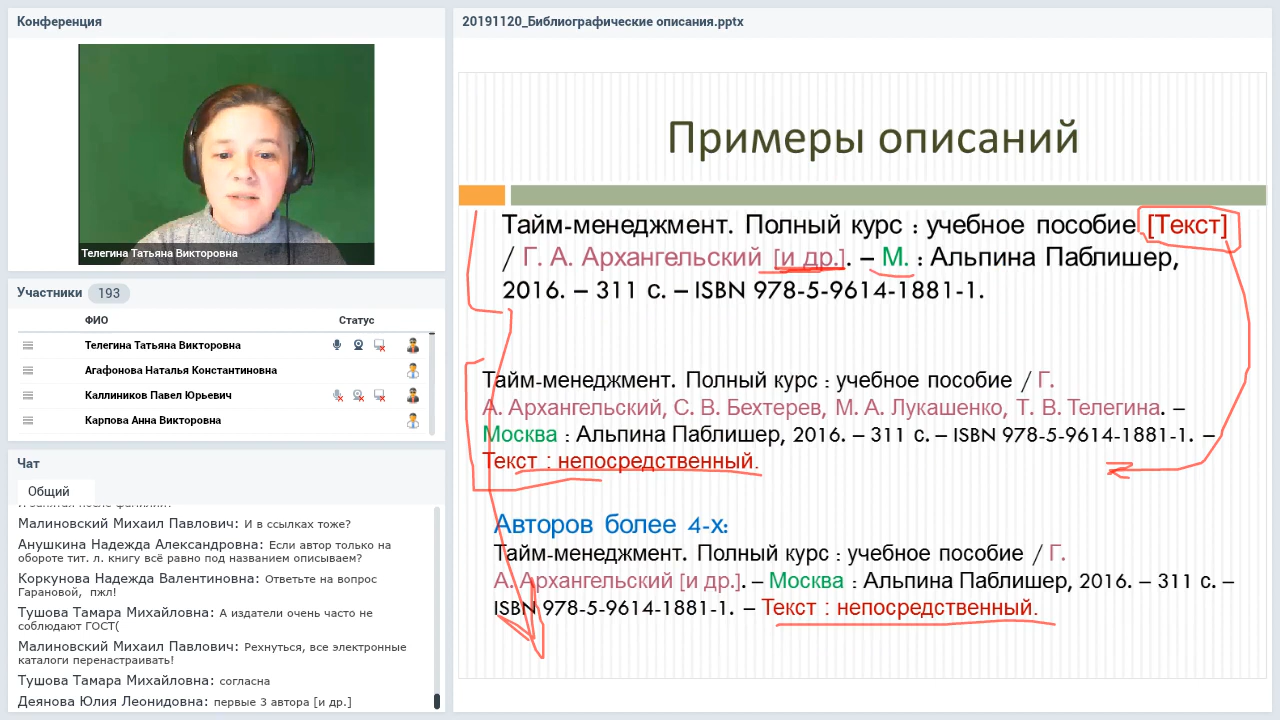 Конференция
Телегина Татьяна Викторовна
Участники 193
ФИО Статус
Телегина Татьяна Викторовна
Агафонова Наталья Константиновна
Каллиников Павел Юрьевич
Карпова Анна Викторовна
Чат
Общий
Малиновский Михаил Павлович: И в ссылках тоже?
Анушкина Надежда Александровна: Если автор только на
обороте тит. л. книгу всё равно под названием описываем?
Коркунова Надежда Валентиновна: Ответьте на вопрос
Гарановой, пжл!
Тушова Тамара Михайловна: А издатели очень часто не
соблюдают ГОСТ(
Малиновский Михаил Павлович: Рехнуться, все электронные
каталоги перенастраивать!
Тушова Тамара Михайловна: согласна
Деянова Юлия Леонидовна: первые 3 автора [и др.]
20191120_Библиографические описания.pptx
Примеры описаний
Тайм-менеджмент. Полный курс : учебное пособие [Текст]
/ Г. А. Архангельский [и др.]. – М. : Альпина Паблишер,
2016. – 311 с. – ISBN 978-5-9614-1881-1.
Тайм-менеджмент. Полный курс : учебное пособие / Г.
А. Архангельский, С. В. Бехтерев, М. А. Лукашенко, Т. В. Телегина. –
Москва : Альпина Паблишер, 2016. – 311 с. – ISBN 978-5-9614-1881-1. –
Текст : непосредственный.
Авторов более 4-х:
Тайм-менеджмент. Полный курс : учебное пособие / Г.
А. Архангельский [и др.]. – Москва : Альпина Паблишер, 2016. – 311 с. –
ISBN 978-5-9614-1881-1. – Текст : непосредственный.